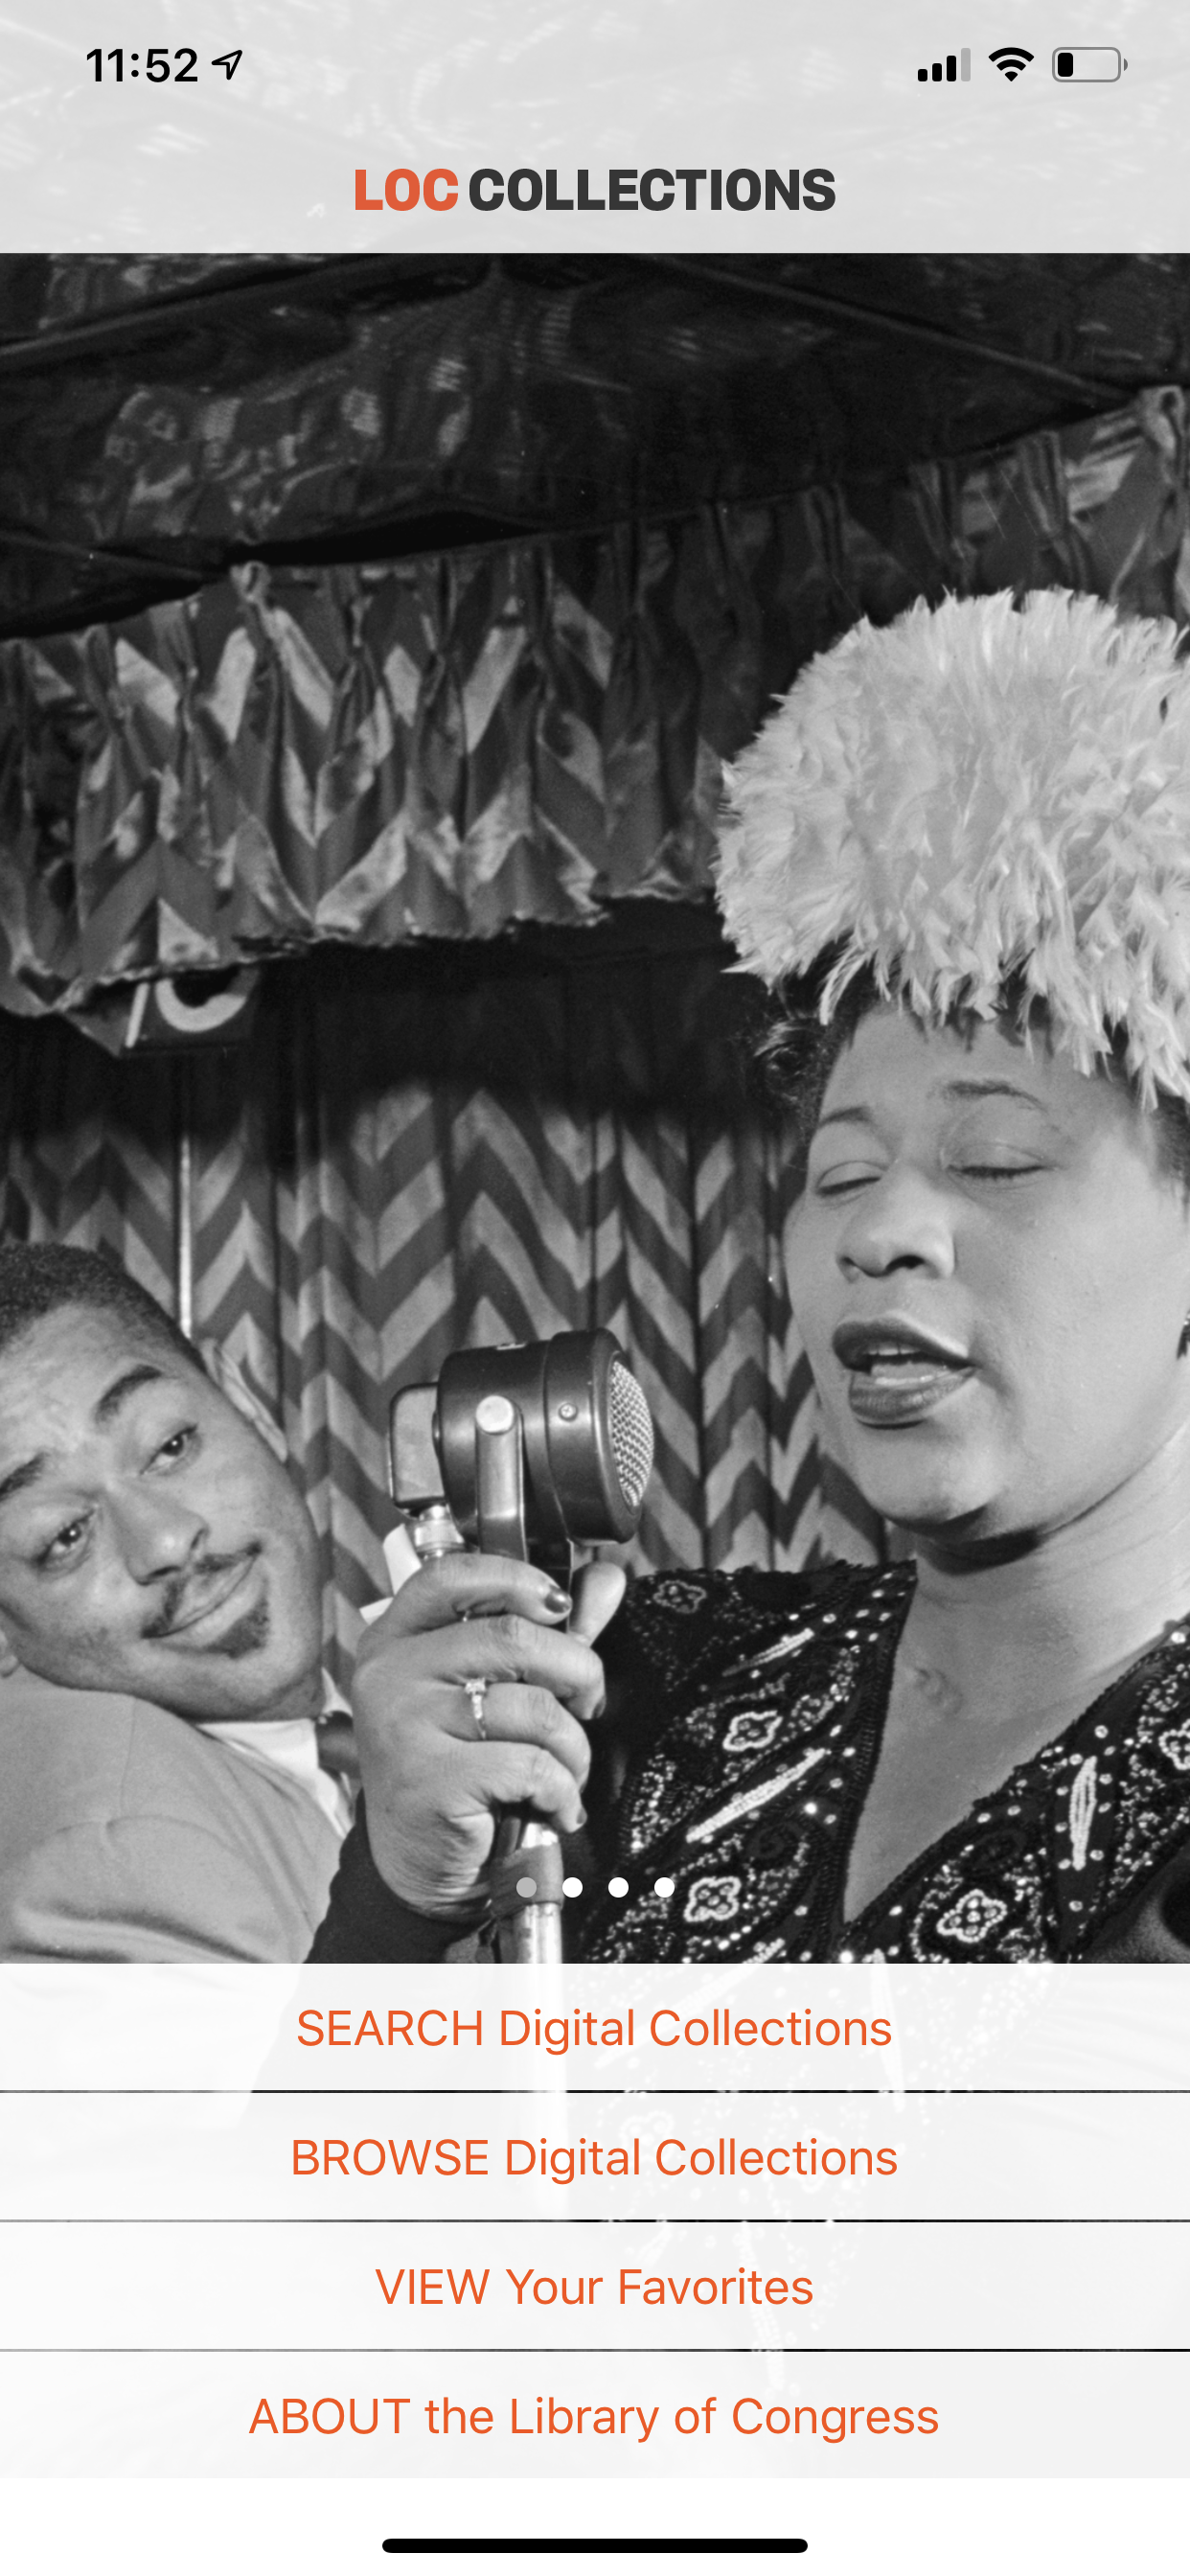 11:52
LOC COLLECTIONS
SEARCH Digital Collections
BROWSE Digital Collections
VIEW Your Favorites
ABOUT the Library of Congress